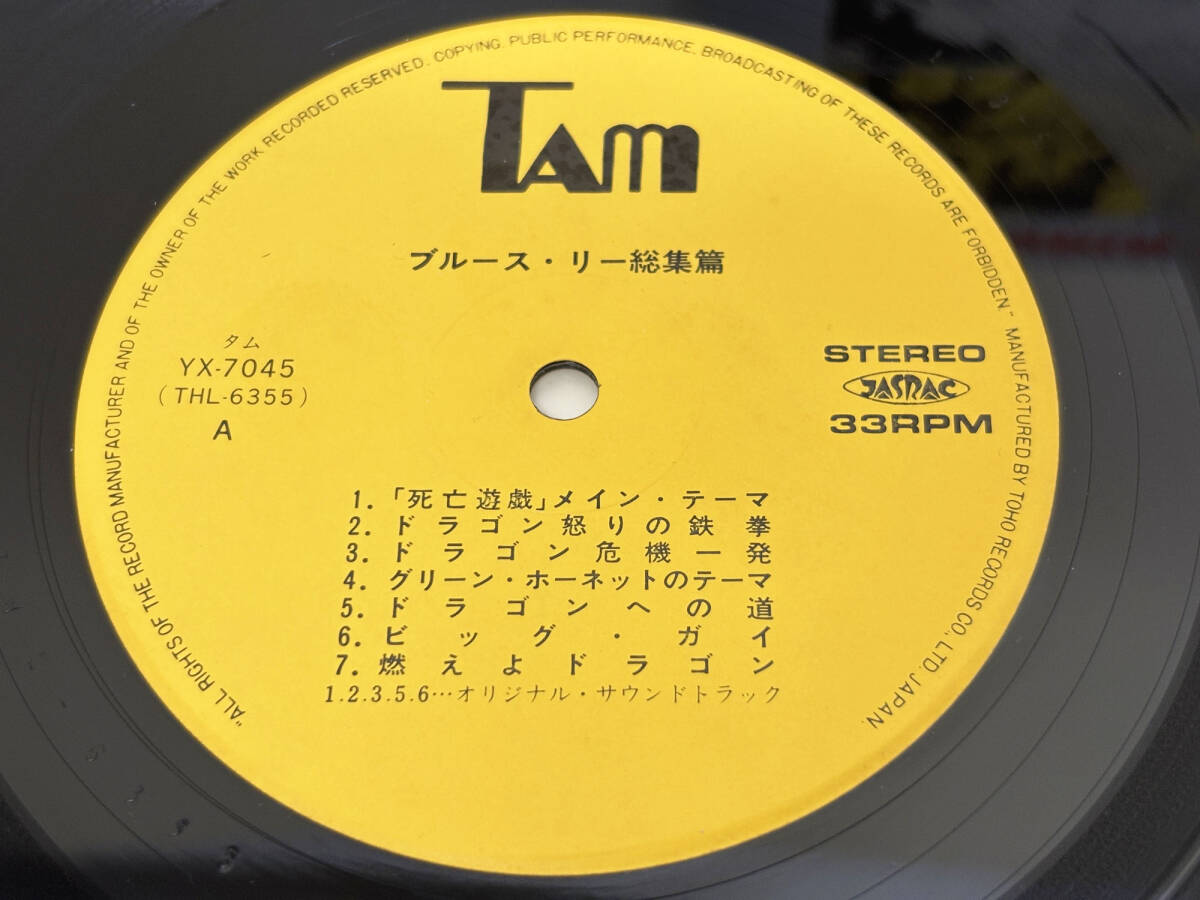 TAM
ブルース・リー総集篇
タム
YX-7045
(THL-6355)
A
STEREO
JASRAC
33RPM
1.「死亡遊戯」メイン・テーマ
2.ドラゴン怒りの鉄拳
3.ドラゴン危機一発
4.グリーン・ホーネットのテーマ
5.ドラゴンへの道
6.ビッグ・ガイ
7.燃えよドラゴン
1.2.3.5.6…オリジナル・サウンドトラック
"ALL RIGHTS OF THE RECORD MANUFACTURER AND OF THE OWNER OF THE WORK RECORDED RESERVED. COPYING. PUBLIC PERFORMANCE. BROADCASTING OF THESE RECORDS ARE FORBIDDEN." MANUFACTURED BY TOHO RECORDS CO., LTD. JAPAN.